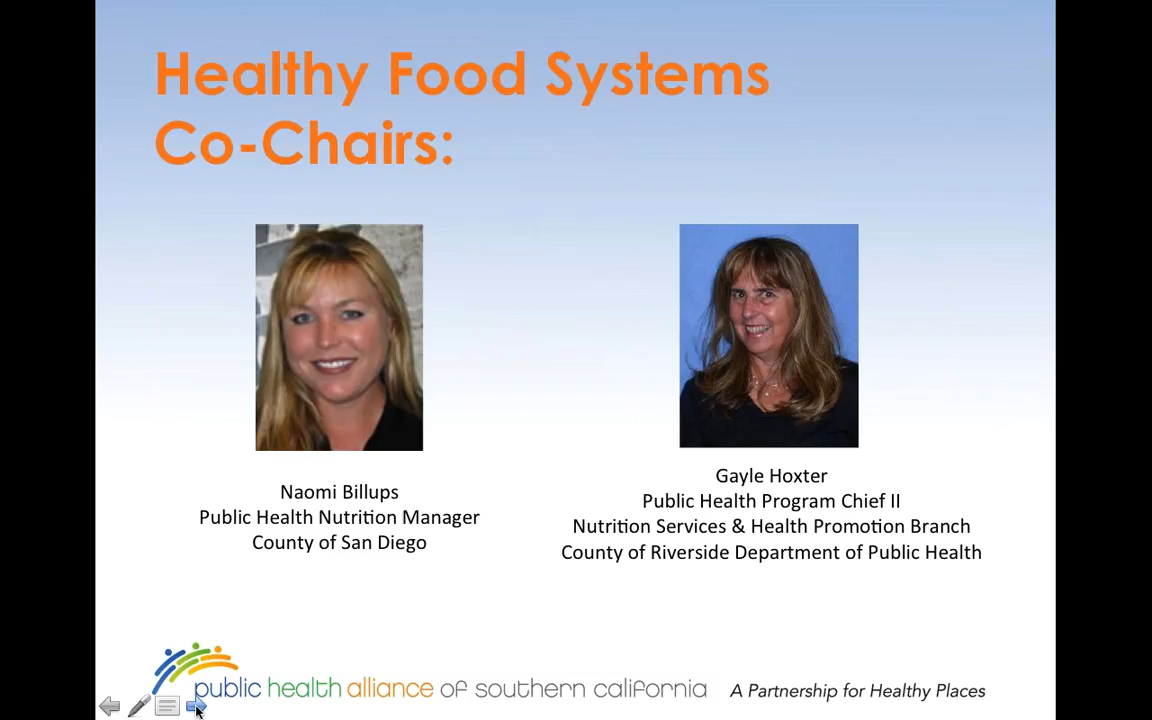 Healthy Food Systems
Co-Chairs:
Naomi Billups
Public Health Nutrition Manager
County of San Diego
Gayle Hoxter
Public Health Program Chief II
Nutrition Services & Health Promotion Branch
County of Riverside Department of Public Health
public health alliance of southern california
A Partnership for Healthy Places